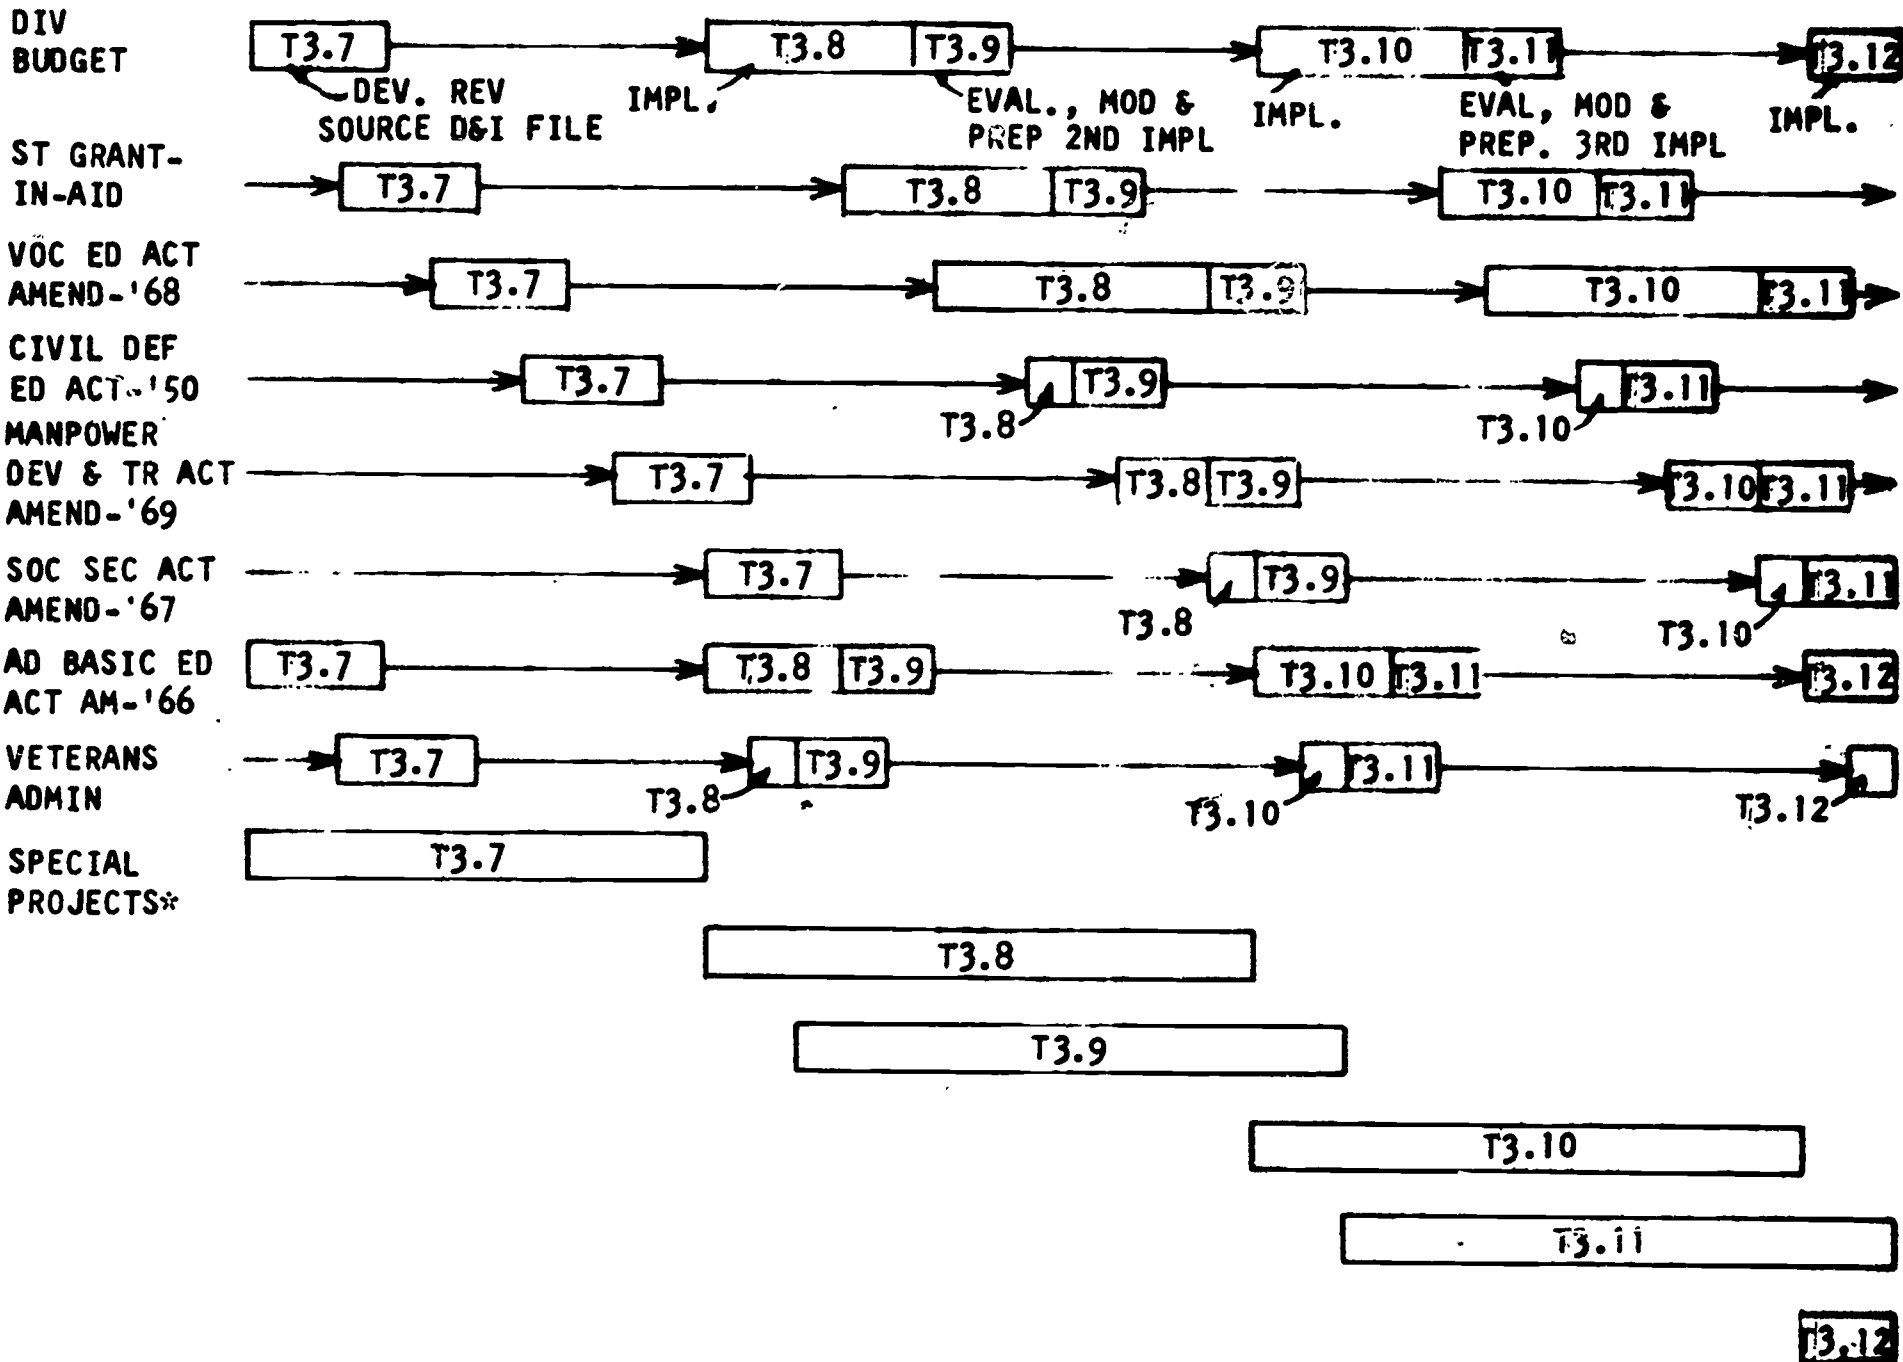 DIV
BUDGET
T3.7
T3.8
T3.9
T3.10
T3.11
T3.12
DEV. REV
SOURCE D&I FILE
IMPL.
EVAL., MOD &
PREP 2ND IMPL
IMPL.
EVAL, MOD &
PREP. 3RD IMPL
IMPL.
ST GRANT-
IN-AID
T3.7
T3.8
T3.9
T3.10
T3.11
VOC ED ACT
AMEND-'68
T3.7
T3.8
T3.9
T3.10
T3.11
CIVIL DEF
ED ACT-'50
T3.7
T3.8
T3.9
T3.10
T3.11
MANPOWER
DEV & TR ACT
AMEND-'69
T3.7
T3.8
T3.9
T3.10
T3.11
SOC SEC ACT
AMEND-'67
T3.7
T3.8
T3.9
T3.10
T3.11
AD BASIC ED
ACT AM-'66
T3.7
T3.8
T3.9
T3.10
T3.11
T3.12
VETERANS
ADMIN
T3.7
T3.8
T3.9
T3.10
T3.11
T3.12
SPECIAL
PROJECTS*
T3.7
T3.8
T3.9
T3.10
T3.11
T3.12